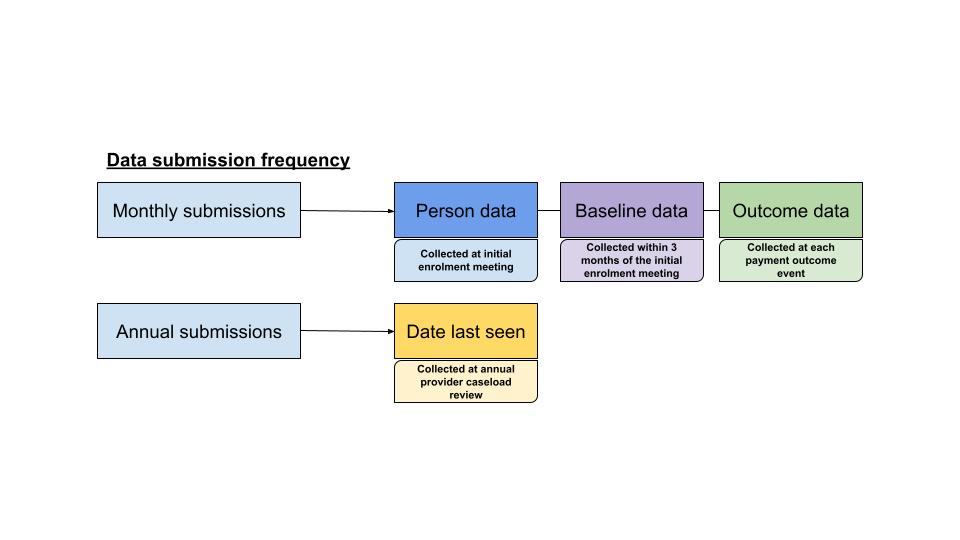 Data submission frequency
Monthly submissions
Person data
Baseline data
Outcome data
Collected at initial
enrolment meeting
Collected within 3
months of the initial
enrolment meeting
Collected at each
payment outcome
event
Annual submissions
Date last seen
Collected at annual
provider caseload
review